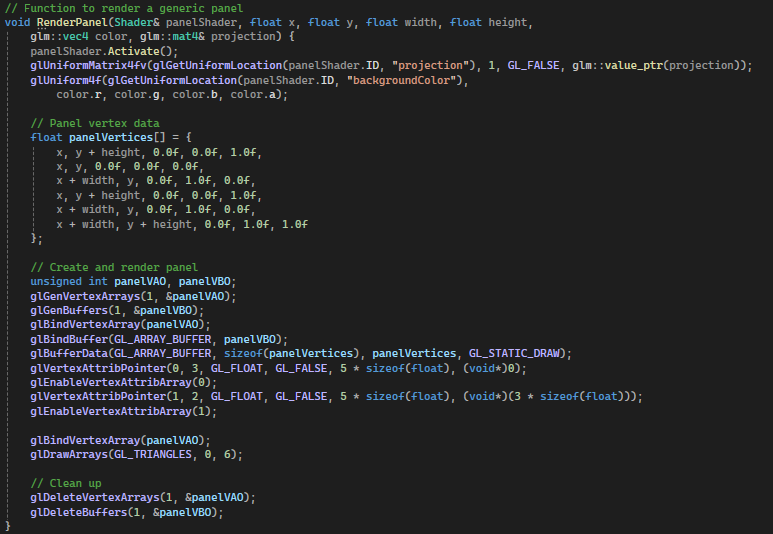 // Function to render a generic panel
void RenderPanel(Shader& panelShader, float x, float y, float width, float height,
    glm::vec4 color, glm::mat4& projection) {
    panelShader.Activate();
    glUniformMatrix4fv(glGetUniformLocation(panelShader.ID, "projection"), 1, GL_FALSE, glm::value_ptr(projection));
    glUniform4f(glGetUniformLocation(panelShader.ID, "backgroundColor"),
        color.r, color.g, color.b, color.a);

    // Panel vertex data
    float panelVertices[] = {
        x, y + height, 0.0f, 0.0f, 1.0f,
        x, y, 0.0f, 0.0f, 0.0f,
        x + width, y, 0.0f, 1.0f, 0.0f,
        x, y + height, 0.0f, 0.0f, 1.0f,
        x + width, y, 0.0f, 1.0f, 0.0f,
        x + width, y + height, 0.0f, 1.0f, 1.0f
    };

    // Create and render panel
    unsigned int panelVAO, panelVBO;
    glGenVertexArrays(1, &panelVAO);
    glGenBuffers(1, &panelVBO);
    glBindVertexArray(panelVAO);
    glBindBuffer(GL_ARRAY_BUFFER, panelVBO);
    glBufferData(GL_ARRAY_BUFFER, sizeof(panelVertices), panelVertices, GL_STATIC_DRAW);
    glVertexAttribPointer(0, 3, GL_FLOAT, GL_FALSE, 5 * sizeof(float), (void*)0);
    glEnableVertexAttribArray(0);
    glVertexAttribPointer(1, 2, GL_FLOAT, GL_FALSE, 5 * sizeof(float), (void*)(3 * sizeof(float)));
    glEnableVertexAttribArray(1);

    glBindVertexArray(panelVAO);
    glDrawArrays(GL_TRIANGLES, 0, 6);

    // Clean up
    glDeleteVertexArrays(1, &panelVAO);
    glDeleteBuffers(1, &panelVBO);
}